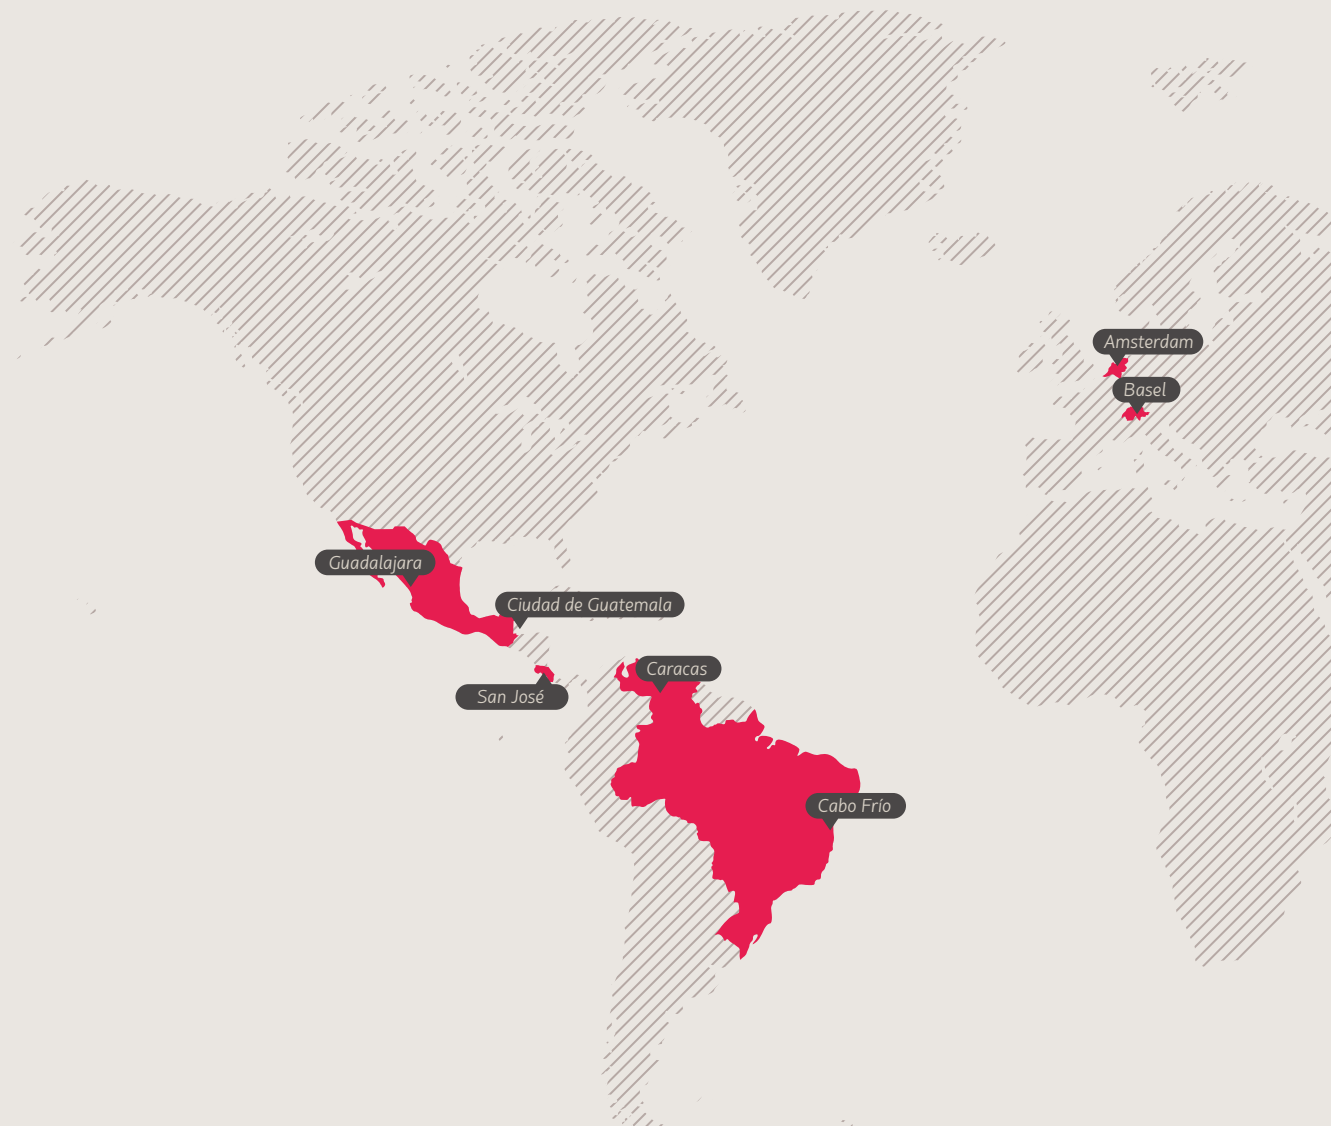 Amsterdam
Basel
Guadalajara
Ciudad de Guatemala
Caracas
San José
Cabo Frío